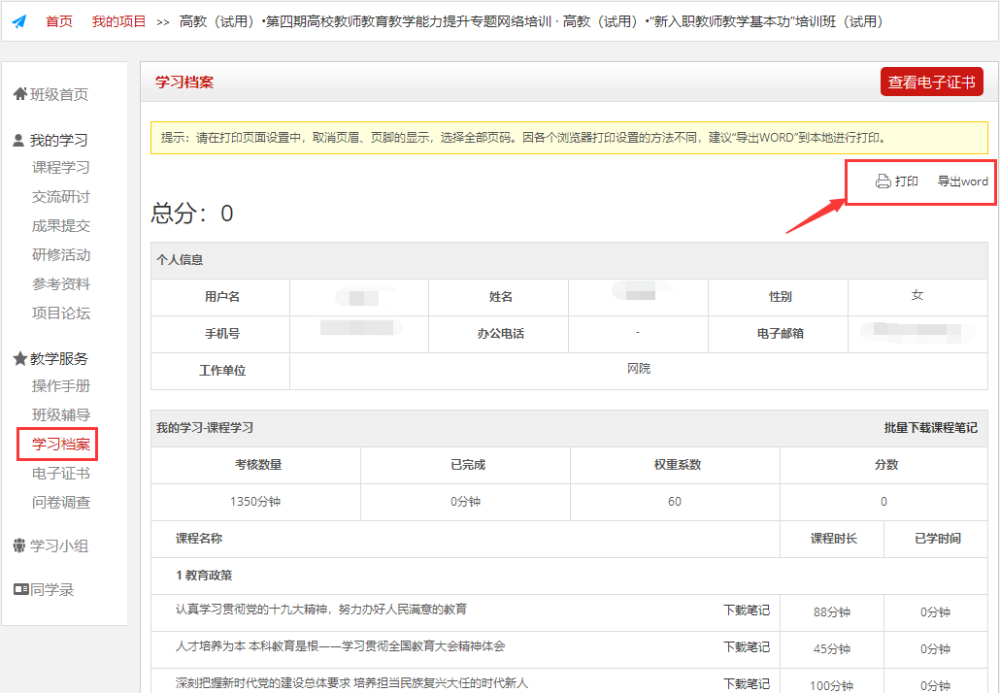 首页 我的项目 >> 高教（试用）•第四期高校教师教育教学能力提升专题网络培训 · 高教（试用）•“新入职教师教学基本功”培训班（试用）
班级首页
我的学习
课程学习
交流研讨
成果提交
研修活动
参考资料
项目论坛
教学服务
操作手册
班级辅导
学习档案
电子证书
问卷调查
学习小组
同学录
学习档案 查看电子证书
提示：请在打印页面设置中，取消页眉、页脚的显示，选择全部页码。因各个浏览器打印设置的方法不同，建议“导出WORD”到本地进行打印。
打印 导出word
总分：0
个人信息
用户名 姓名 性别 女
手机号 办公电话 - 电子邮箱
工作单位 网院
我的学习-课程学习 批量下载课程笔记
考核数量 已完成 权重系数 分数
1350分钟 0分钟 60 0
课程名称 课程时长 已学时间
1 教育政策
认真学习贯彻党的十九大精神，努力办好人民满意的教育 下载笔记 88分钟 0分钟
人才培养为本 本科教育是根——学习贯彻全国教育大会精神体会 下载笔记 45分钟 0分钟
深刻把握新时代党的建设总体要求 培养担当民族复兴大任的时代新人 下载笔记 100分钟 0分钟